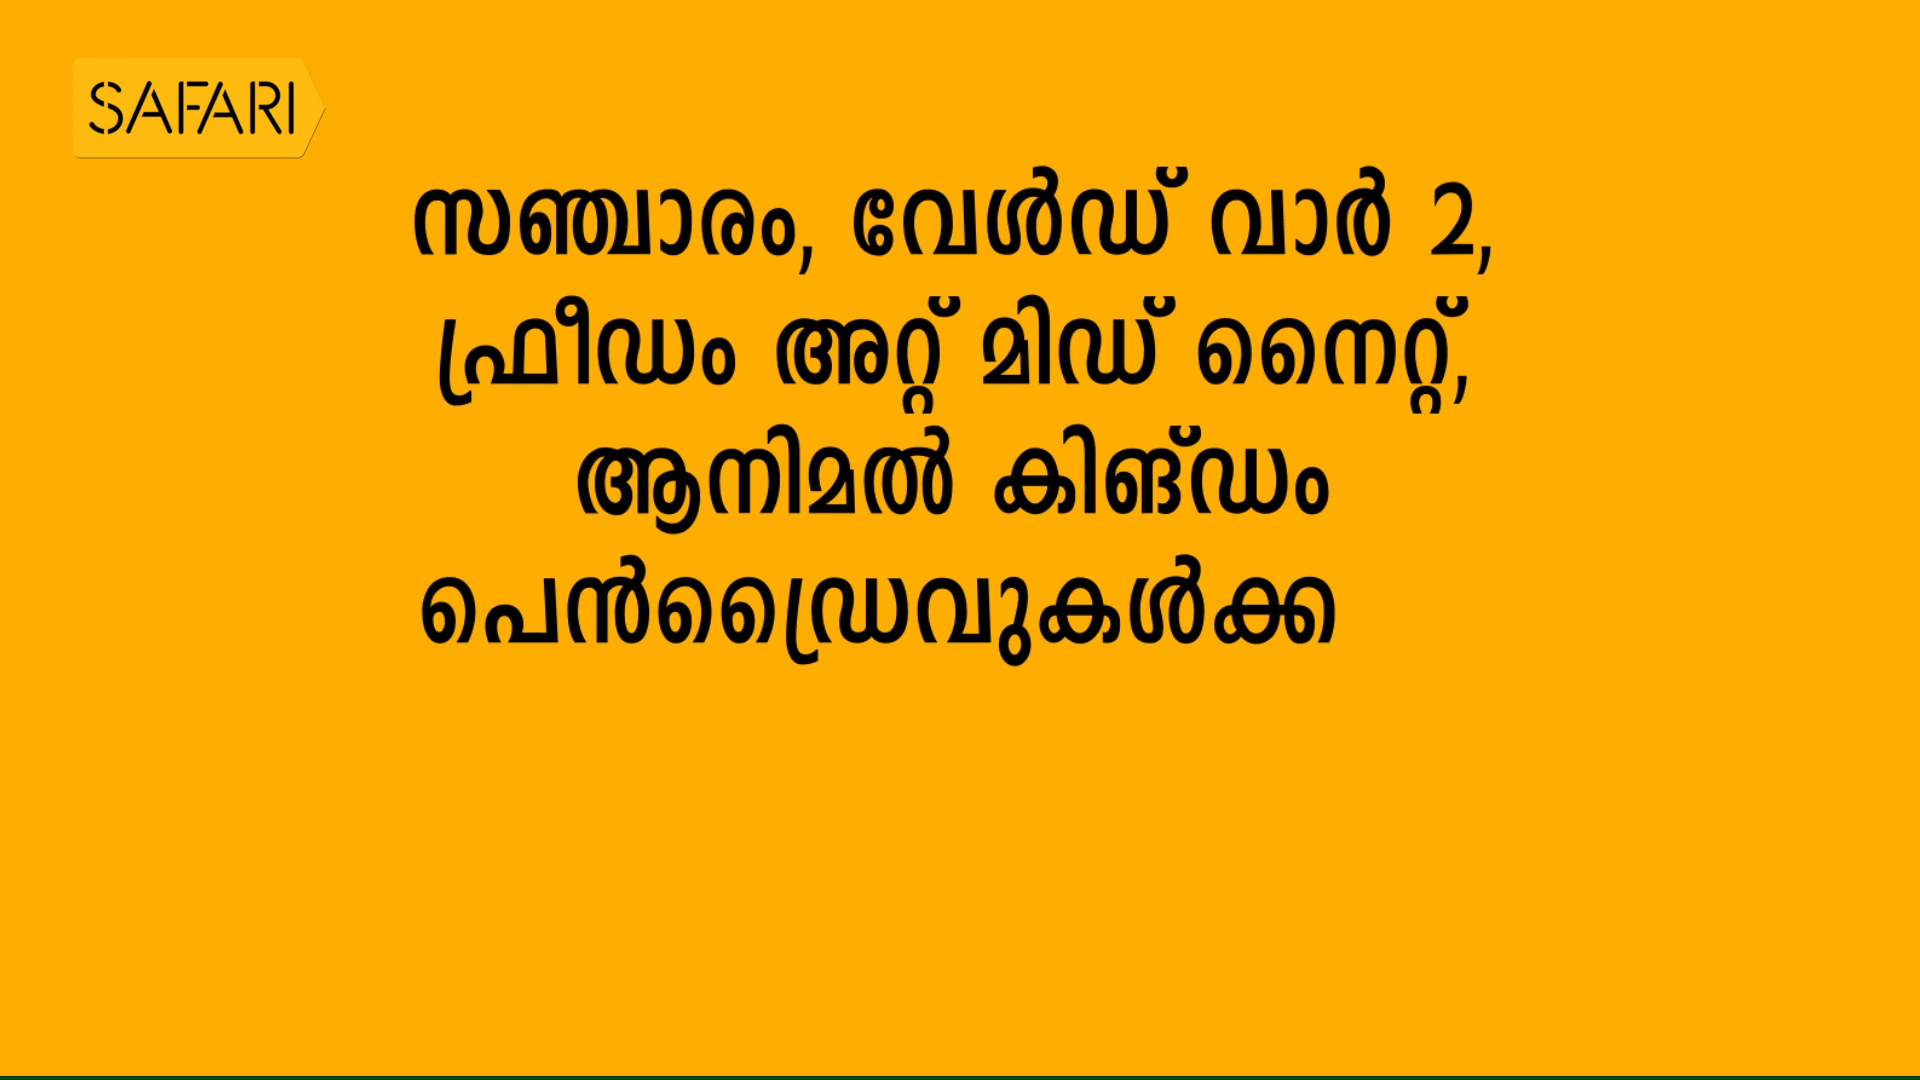 SAFARI
സഞ്ചാരം, വേൾഡ് വാർ 2,
ഫ്രീഡം അറ്റ് മിഡ് നൈറ്റ്,
ആനിമൽ കിങ്ഡം
പെൻഡ്രൈവുകൾക്ക